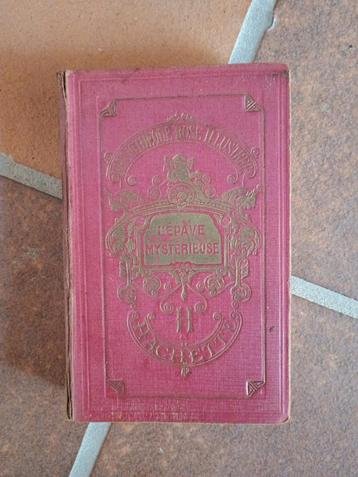 BIBLIOTHÈQUE ROSE ILLUSTRÉE
L'ÉPAVE
MYSTÉRIEUSE
H
HACHETTE